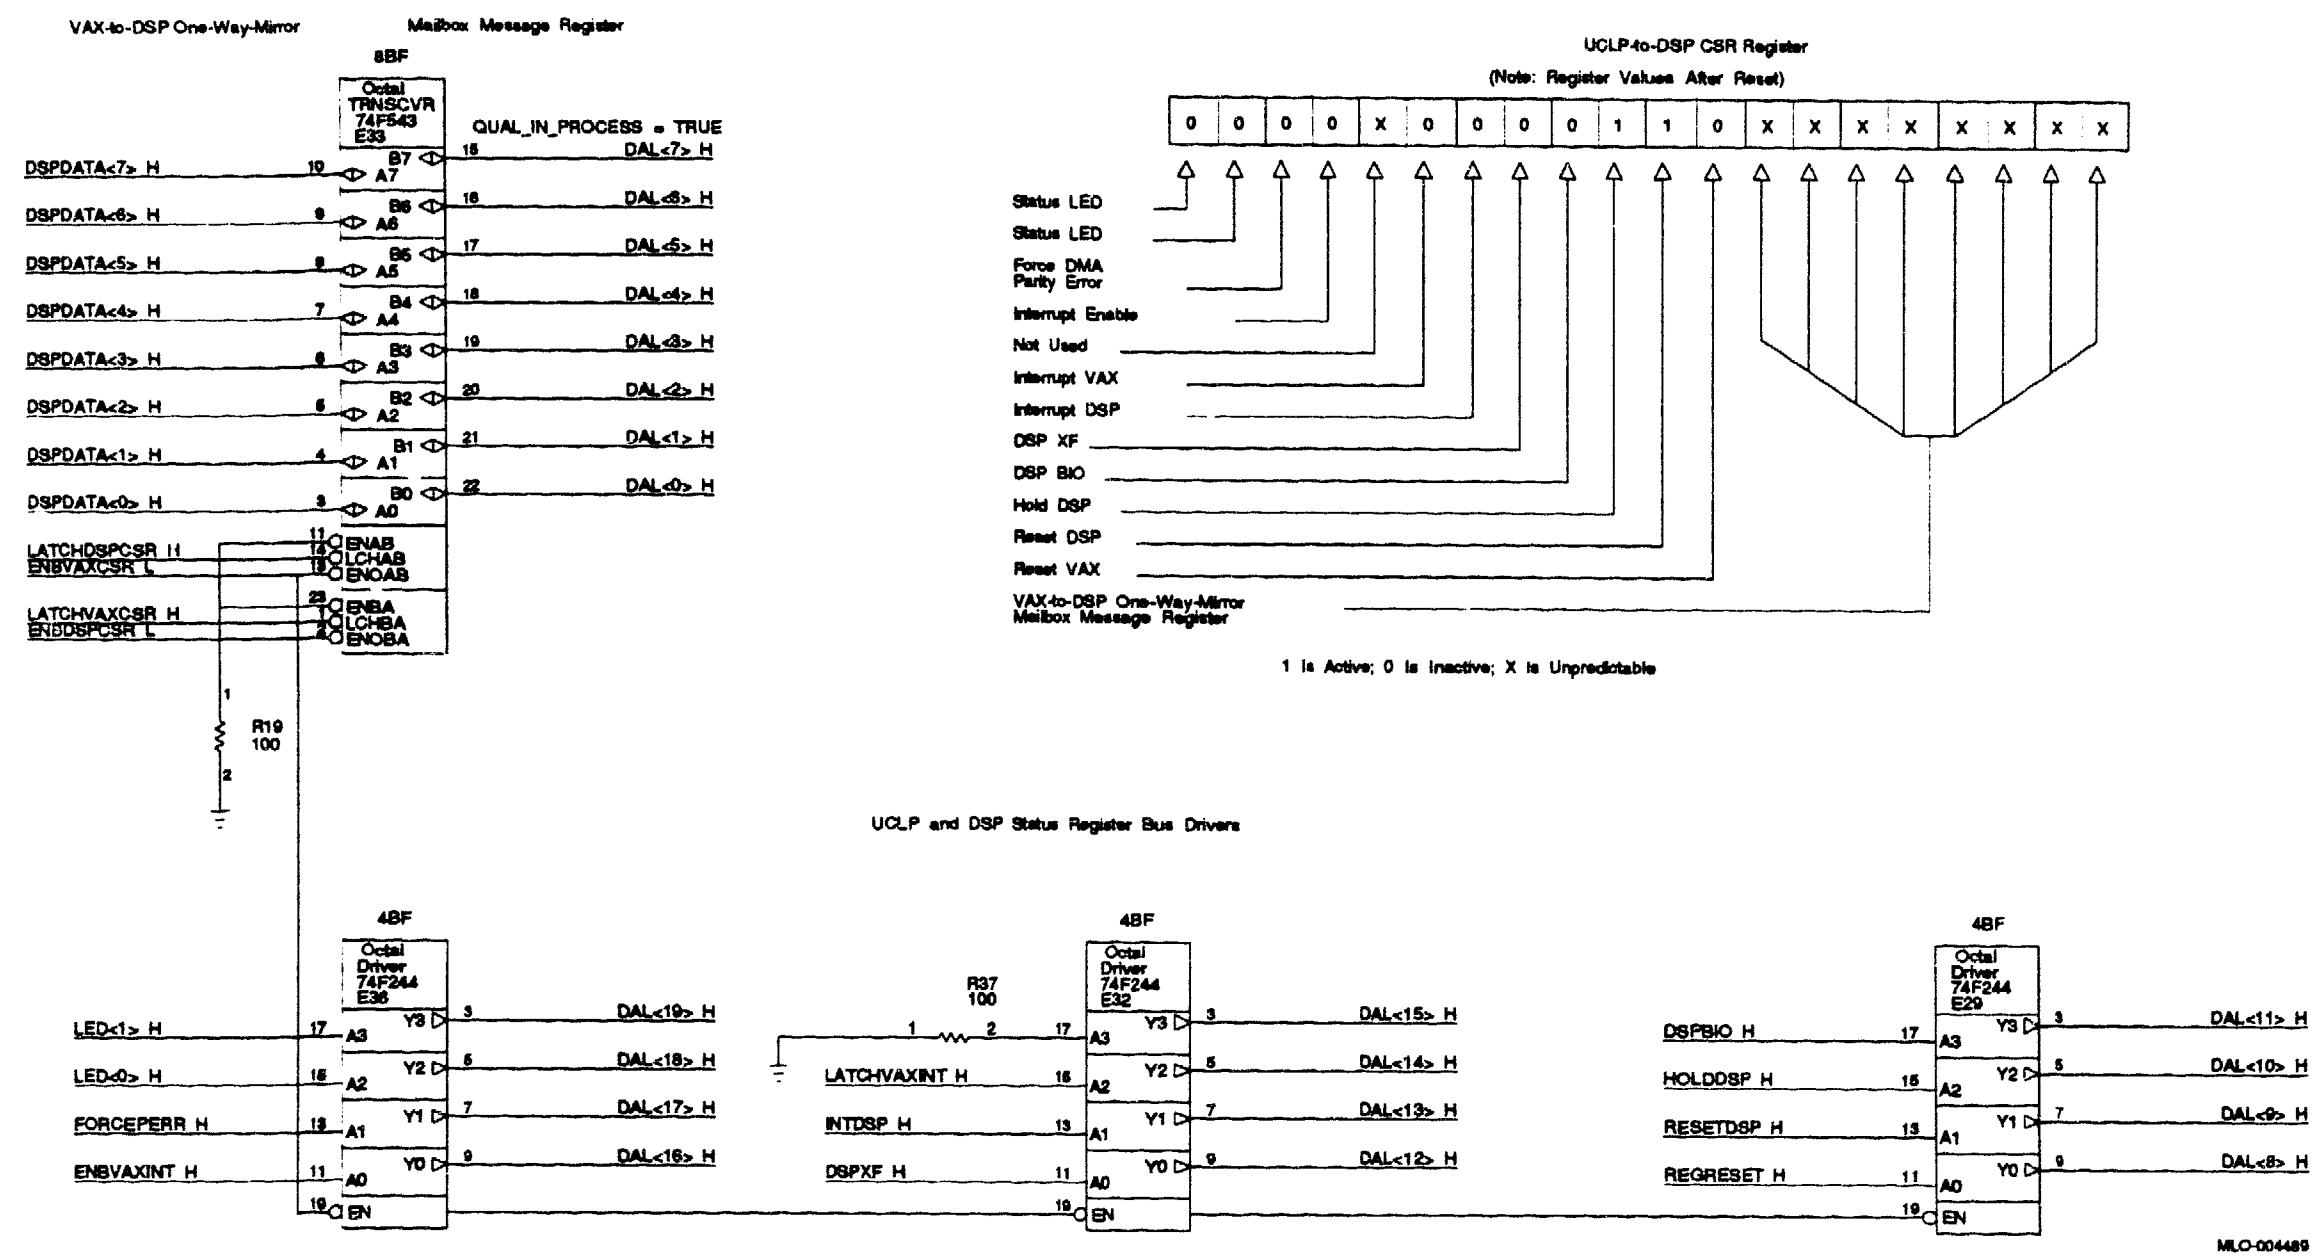 VAX-to-DSP One-Way-Mirror Mailbox Message Register
8BF
Octal
TRNSCVR
74F543
E33
QUAL_IN_PROCESS = TRUE
DSPDATA<7> H 10 A7 B7 15 DAL<7> H
DSPDATA<6> H 9 A6 B6 16 DAL<6> H
DSPDATA<5> H 8 A5 B5 17 DAL<5> H
DSPDATA<4> H 7 A4 B4 18 DAL<4> H
DSPDATA<3> H 6 A3 B3 19 DAL<3> H
DSPDATA<2> H 5 A2 B2 20 DAL<2> H
DSPDATA<1> H 4 A1 B1 21 DAL<1> H
DSPDATA<0> H 3 A0 B0 22 DAL<0> H
11 ENAB
LATCHDSPCSR H 14 LCHAB
ENBVAXCSR L 13 ENOAB
23 ENBA
LATCHVAXCSR H 1 LCHBA
ENBDSPCSR L 2 ENOBA
1
R19
100
2
UCLP-to-DSP CSR Register
(Note: Register Values After Reset)
0 0 0 0 X 0 0 0 0 1 1 0 X X X X X X X X
Status LED
Status LED
Force DMA
Parity Error
Interrupt Enable
Not Used
Interrupt VAX
Interrupt DSP
DSP XF
DSP BIO
Hold DSP
Reset DSP
Reset VAX
VAX-to-DSP One-Way-Mirror
Mailbox Message Register
1 Is Active; 0 Is Inactive; X Is Unpredictable
UCLP and DSP Status Register Bus Drivers
4BF
Octal
Driver
74F244
E36
LED<1> H 17 A3 Y3 3 DAL<19> H
LED<0> H 15 A2 Y2 5 DAL<18> H
FORCEPERR H 13 A1 Y1 7 DAL<17> H
ENBVAXINT H 11 A0 Y0 9 DAL<16> H
19 EN
4BF
Octal
Driver
74F244
E32
R37
100
1 2 17 A3 Y3 3 DAL<15> H
LATCHVAXINT H 15 A2 Y2 5 DAL<14> H
INTDSP H 13 A1 Y1 7 DAL<13> H
DSPXF H 11 A0 Y0 9 DAL<12> H
19 EN
4BF
Octal
Driver
74F244
E29
DSPBIO H 17 A3 Y3 3 DAL<11> H
HOLDDSP H 15 A2 Y2 5 DAL<10> H
RESETDSP H 13 A1 Y1 7 DAL<9> H
REGRESET H 11 A0 Y0 9 DAL<8> H
19 EN
MLO-004489